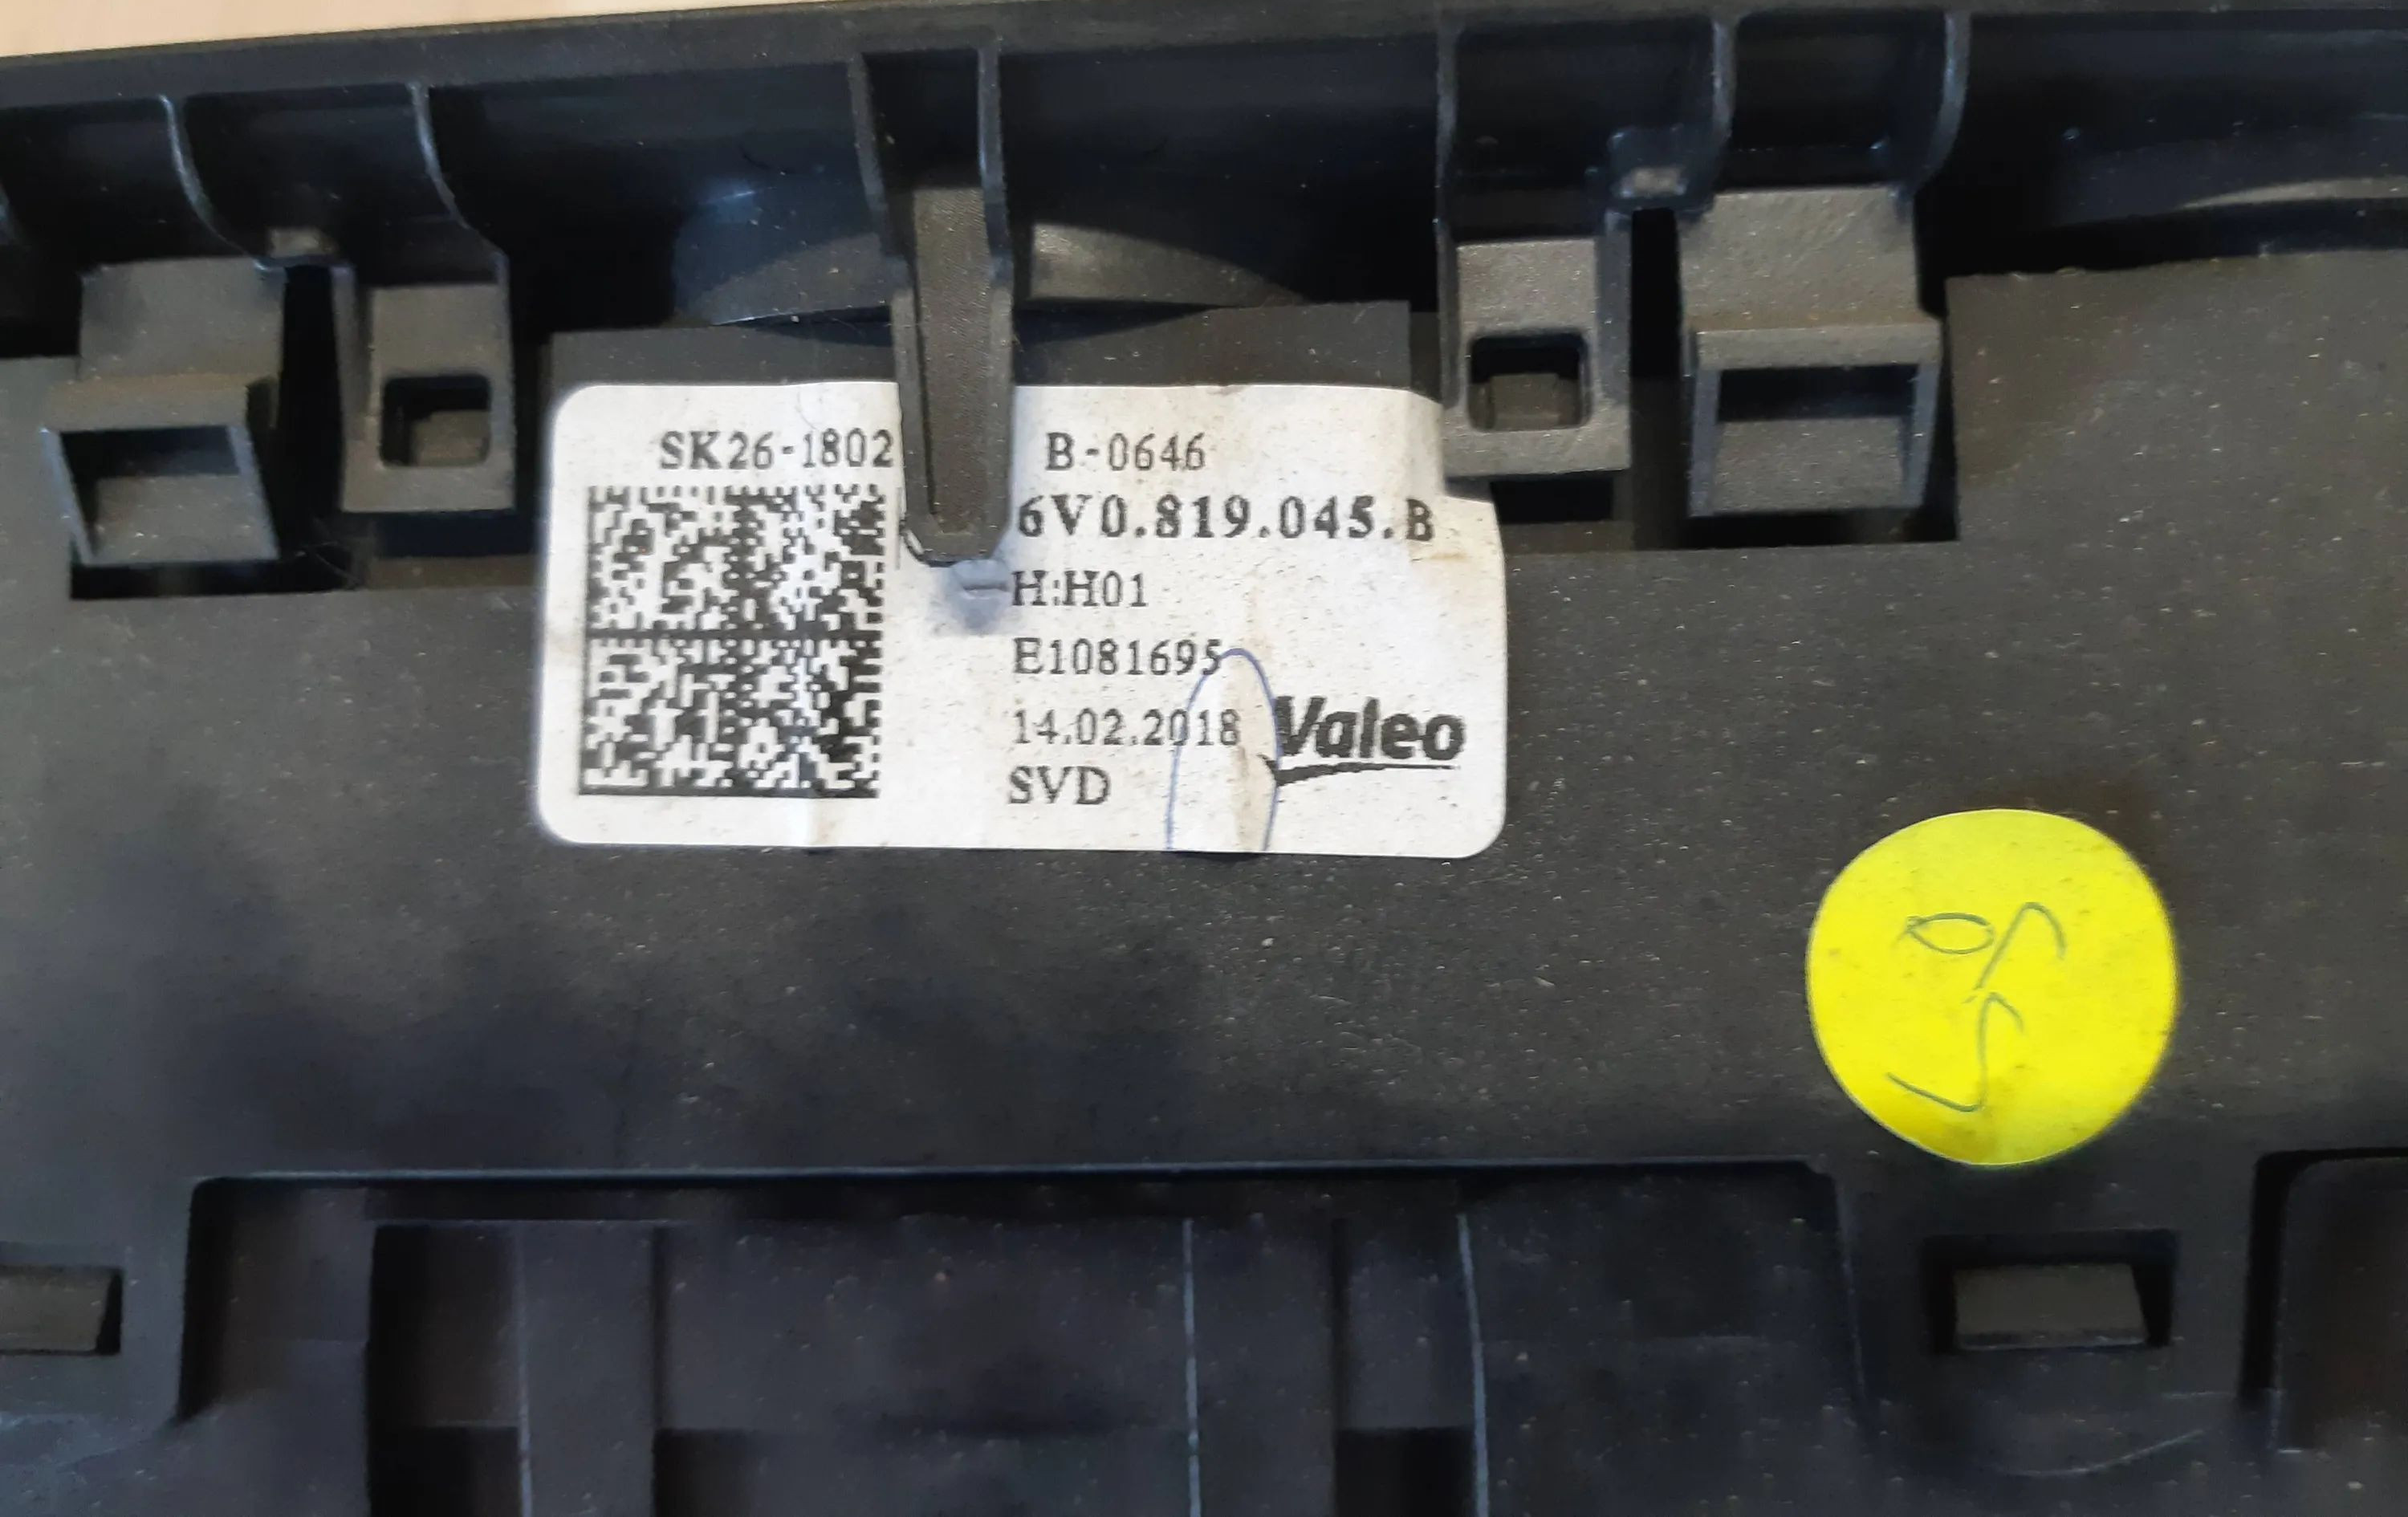 SK26-1802 B-0646
6V0.819.045.B
H:H01
E1081695
14.02.2018
Valeo
SVD